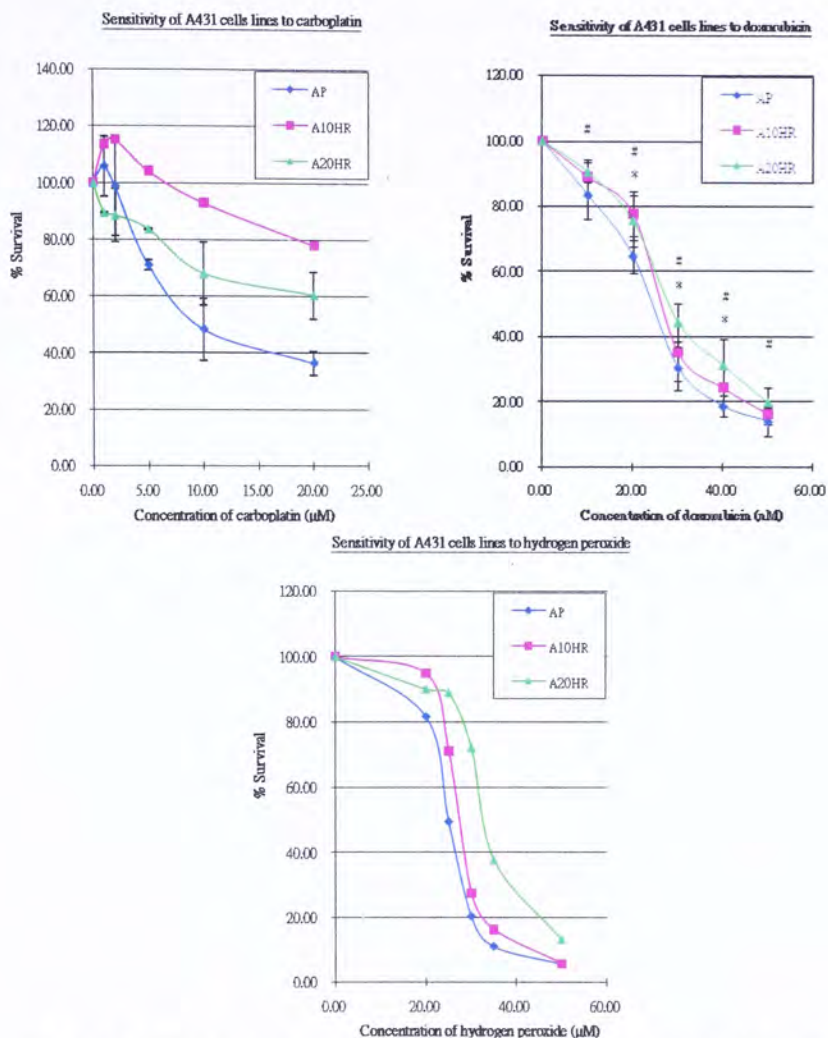 Sensitivity of A431 cells lines to carboplatin
140.00
120.00
100.00
80.00
60.00
40.00
20.00
0.00
% Survival
AP
A10HR
A20HR
0.00 5.00 10.00 15.00 20.00 25.00
Concentration of carboplatin (μM)
Sensitivity of A431 cells lines to doxorubicin
120.00
100.00
80.00
60.00
40.00
20.00
0.00
% Survival
AP
A10HR
A20HR
0.00 20.00 40.00 60.00
Concentration of doxorubicin (nM)
Sensitivity of A431 cells lines to hydrogen peroxide
120.00
100.00
80.00
60.00
40.00
20.00
0.00
% Survival
AP
A10HR
A20HR
0.00 20.00 40.00 60.00
Concentration of hydrogen peroxide (μM)